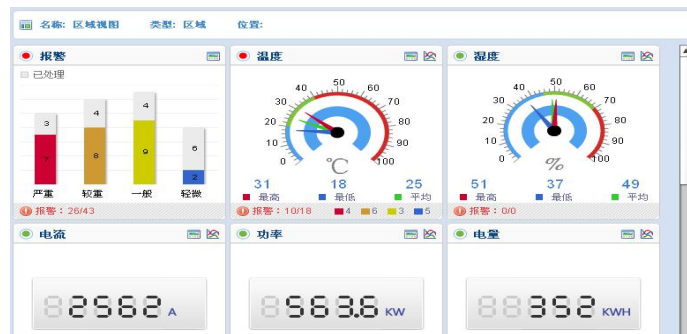 名称: 区域视图 类型: 区域 位置:
报警
已处理
3
7
4
8
4
9
6
2
严重 较重 一般 轻微
报警：26/43
温度
0 10 20 30 40 50 60 70 80 90 100
℃
31 18 25
最高 最低 平均
报警：10/18 4 6 3 5
湿度
0 10 20 30 40 50 60 70 80 90 100
%
51 37 49
最高 最低 平均
报警：0/0
电流
2562 A
功率
563.6 KW
电量
352 KWH